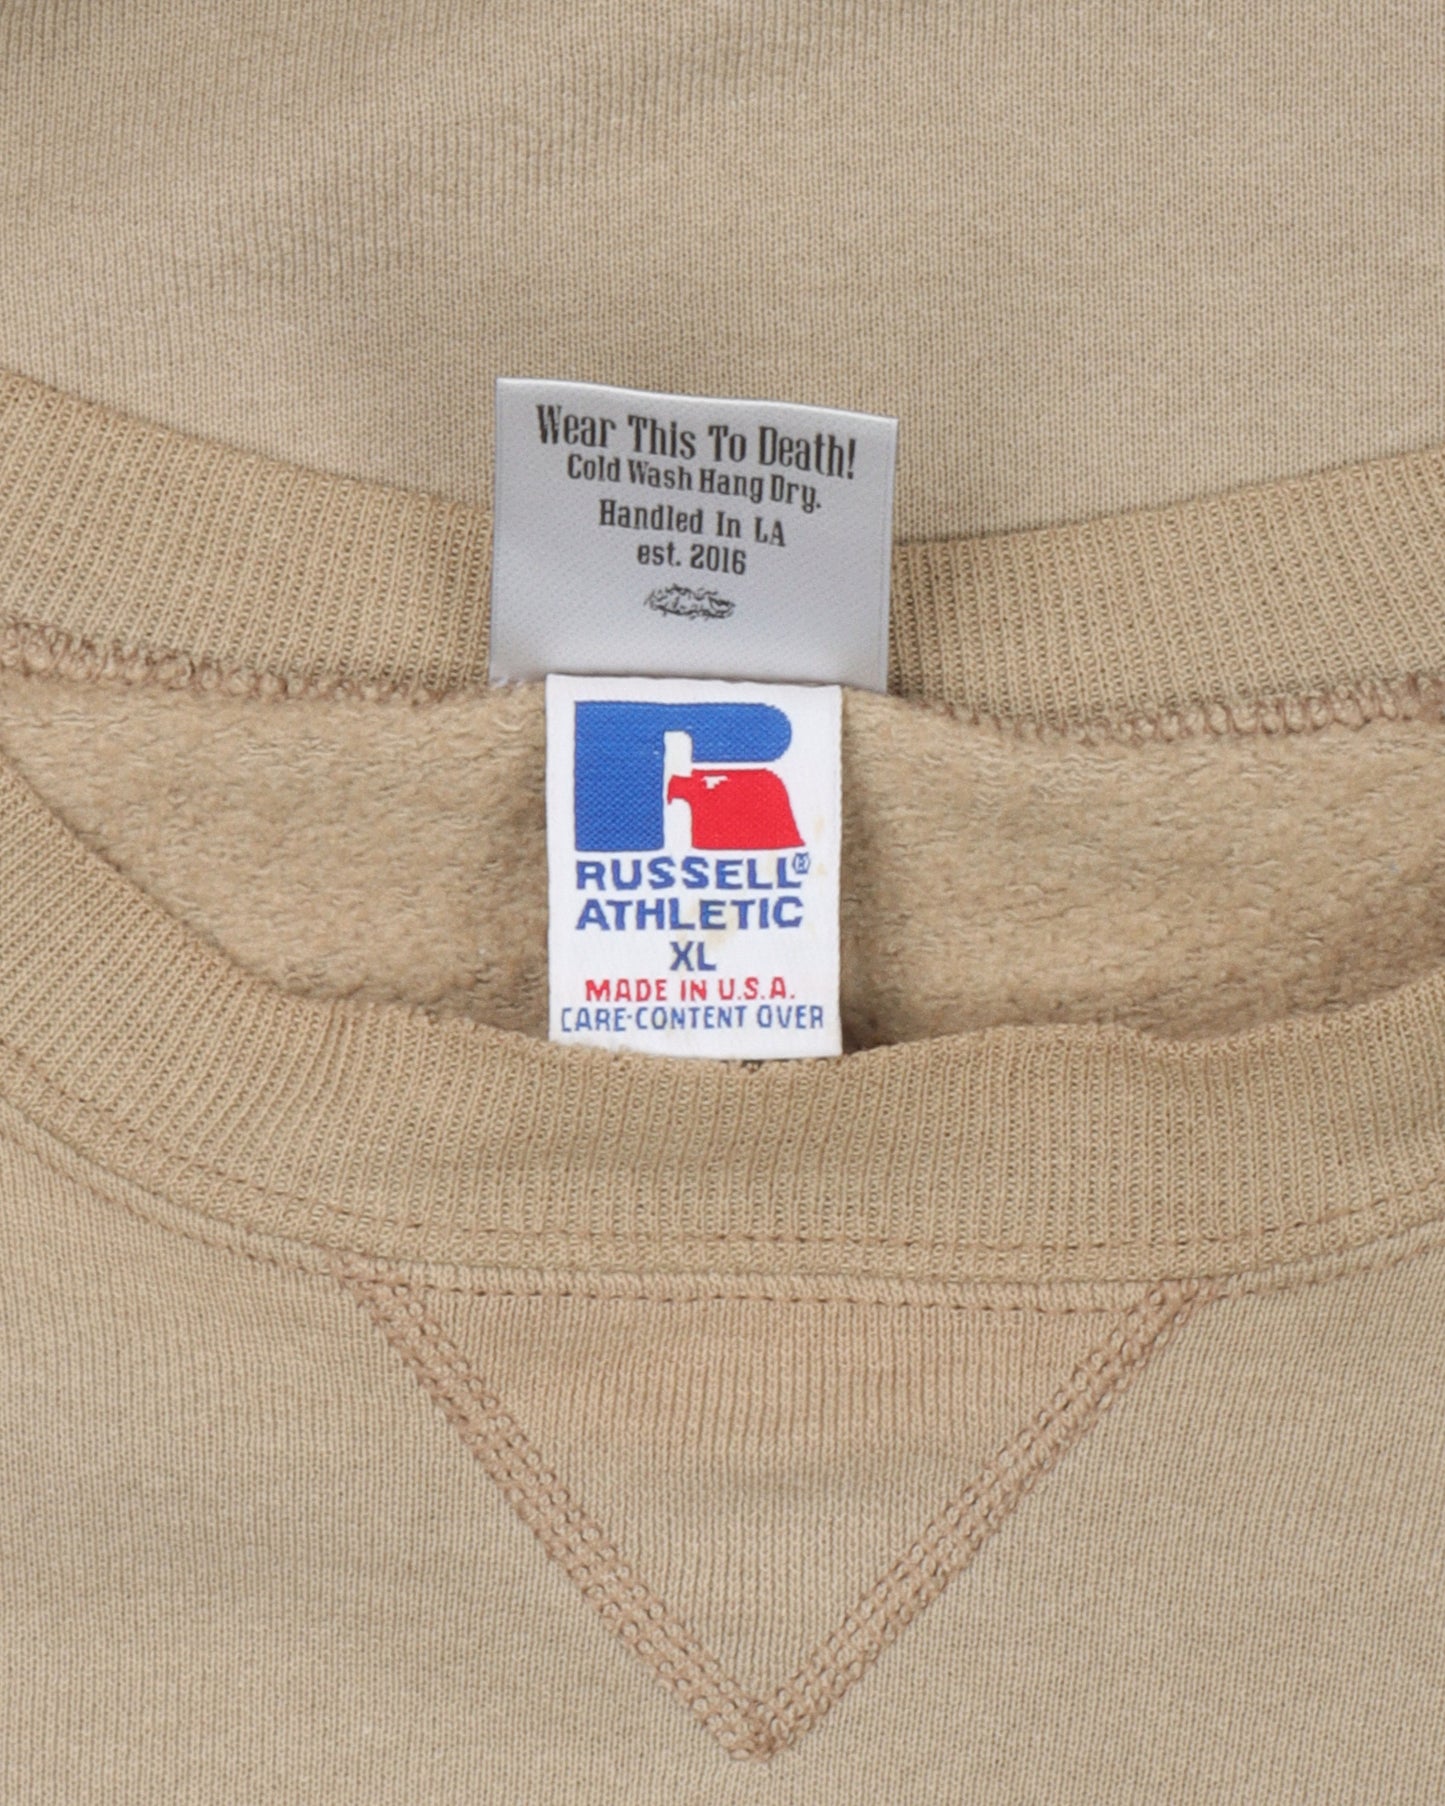 Wear This To Death!
Cold Wash Hang Dry.
Handled In LA
est. 2016
RUSSELL®
ATHLETIC
XL
MADE IN U.S.A.
CARE-CONTENT OVER